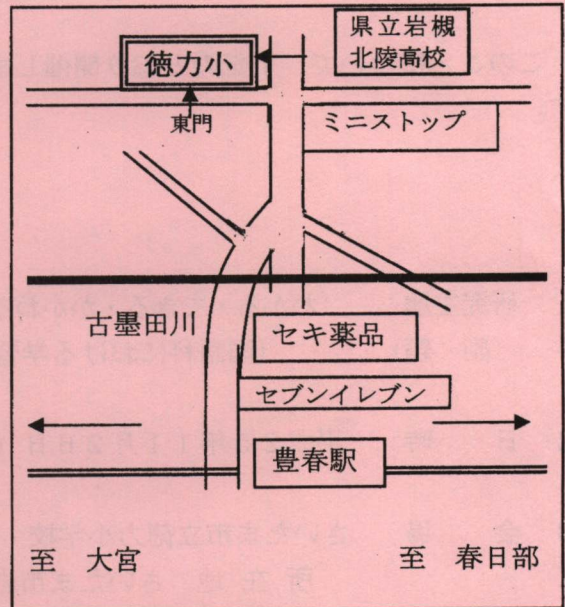 県立岩槻
北陵高校
徳力小
東門
ミニストップ
古墨田川
セキ薬品
セブンイレブン
豊春駅
至 大宮
至 春日部